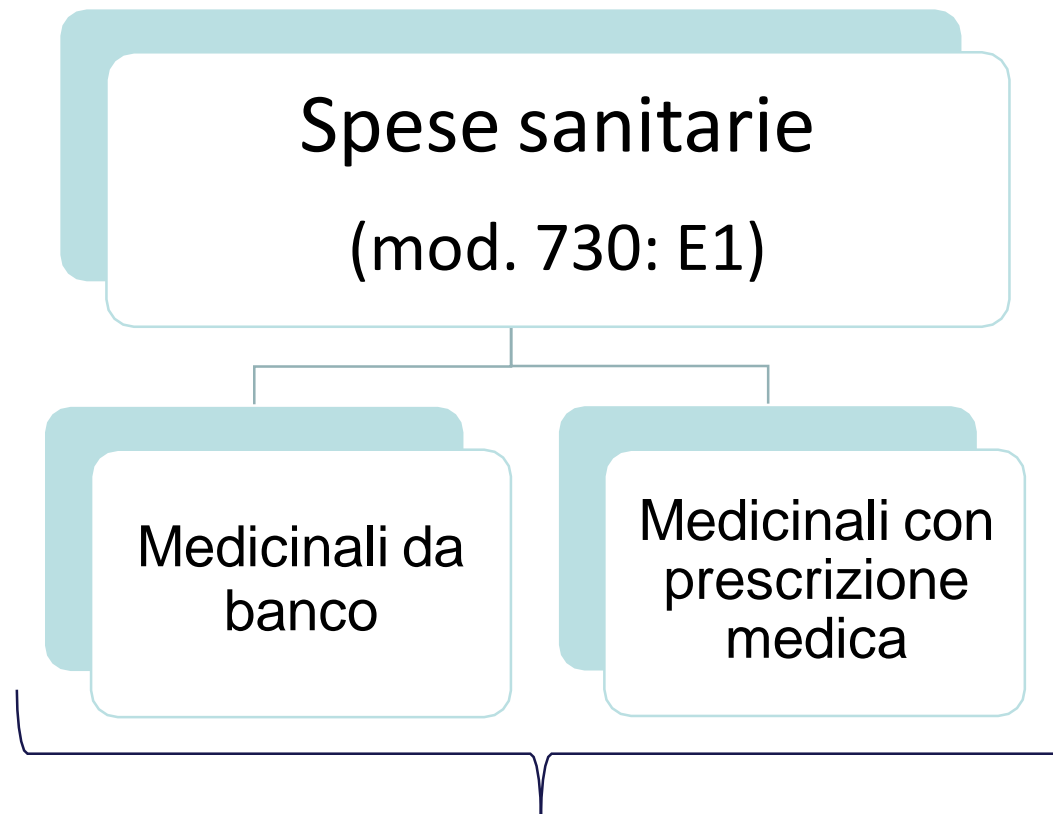 Spese sanitarie
(mod. 730: E1)
Medicinali da
banco
Medicinali con
prescrizione
medica